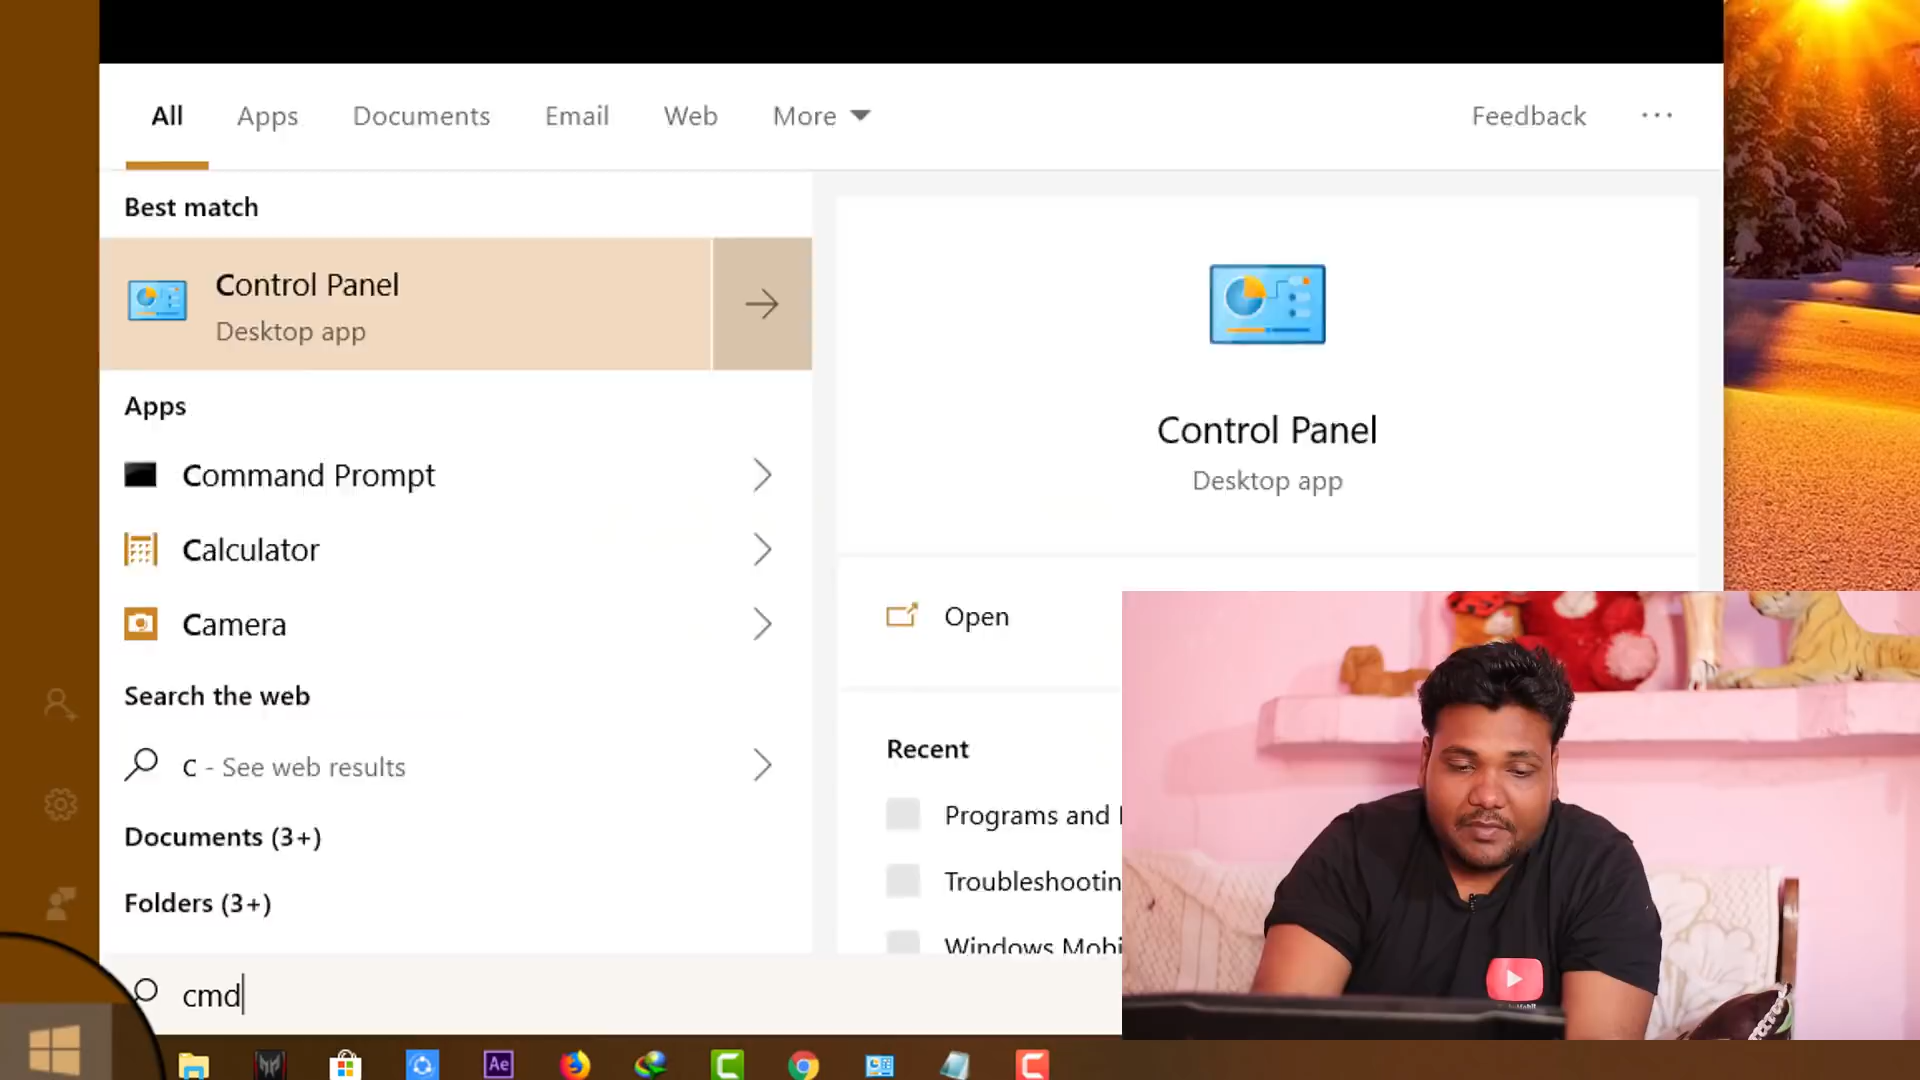 All Apps Documents Email Web More Feedback ...
Best match
Control Panel
Desktop app
Apps
Command Prompt
Calculator
Camera
Search the web
c - See web results
Documents (3+)
Folders (3+)
cmd
Control Panel
Desktop app
Open
Recent
Programs and
Troubleshootin
Windows Mobi
Ae